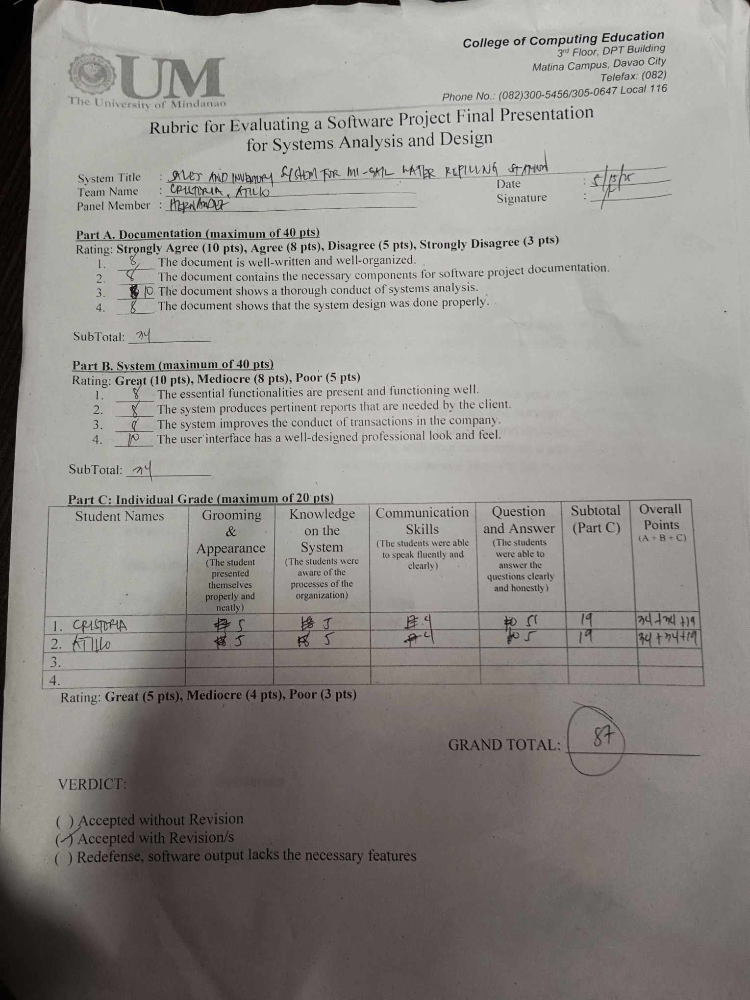 College of Computing Education
3rd Floor, DPT Building
Matina Campus, Davao City
Telefax: (082)
Phone No.: (082)300-5456/305-0647 Local 116
UM
The University of Mindanao
Rubric for Evaluating a Software Project Final Presentation
for Systems Analysis and Design
System Title : SALES AND INVENTORY SYSTEM FOR MI-GAIL WATER REFILLING STATION
Team Name : CRISTORIA, ATILLO
Date : 5/15/25
Panel Member : HERNANDEZ
Signature :
Part A. Documentation (maximum of 40 pts)
Rating: Strongly Agree (10 pts), Agree (8 pts), Disagree (5 pts), Strongly Disagree (3 pts)
1. 8 The document is well-written and well-organized.
2. 8 The document contains the necessary components for software project documentation.
3. 10 The document shows a thorough conduct of systems analysis.
4. 8 The document shows that the system design was done properly.
SubTotal: 34
Part B. System (maximum of 40 pts)
Rating: Great (10 pts), Mediocre (8 pts), Poor (5 pts)
1. 8 The essential functionalities are present and functioning well.
2. 8 The system produces pertinent reports that are needed by the client.
3. 8 The system improves the conduct of transactions in the company.
4. 10 The user interface has a well-designed professional look and feel.
SubTotal: 34
Part C: Individual Grade (maximum of 20 pts)
Student Names
Grooming
&
Appearance
(The student
presented
themselves
properly and
neatly)
Knowledge
on the
System
(The students were
aware of the
processes of the
organization)
Communication
Skills
(The students were able
to speak fluently and
clearly)
Question
and Answer
(The students
were able to
answer the
questions clearly
and honestly)
Subtotal
(Part C)
Overall
Points
(A + B + C)
1. CRISTORIA 5 5 4 5 19 34+34+19
2. ATILLO 5 5 4 5 19 34+34+19
3.
4.
Rating: Great (5 pts), Mediocre (4 pts), Poor (3 pts)
GRAND TOTAL: 87
VERDICT:
( ) Accepted without Revision
(✓) Accepted with Revision/s
( ) Redefense, software output lacks the necessary features